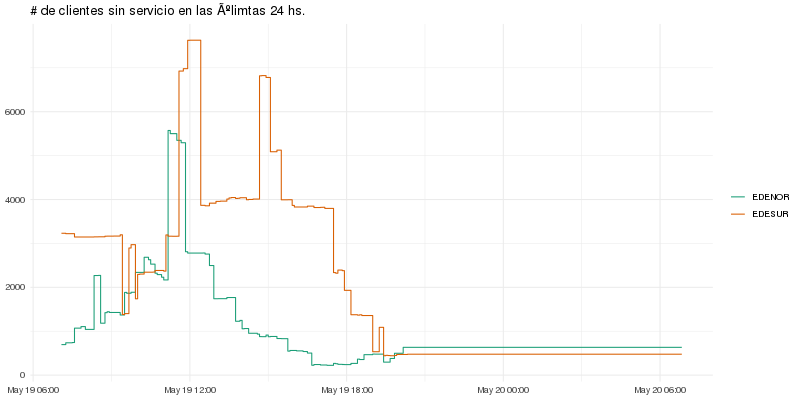 # de clientes sin servicio en las Ãºlimtas 24 hs.
6000
4000
2000
0
May 19 06:00
May 19 12:00
May 19 18:00
May 20 00:00
May 20 06:00
EDENOR
EDESUR